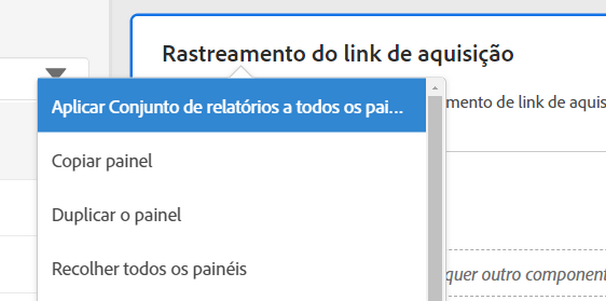 Rastreamento do link de aquisição
Aplicar Conjunto de relatórios a todos os pai...
mento de link de aquis
Copiar painel
Duplicar o painel
Recolher todos os painéis
quer outro component